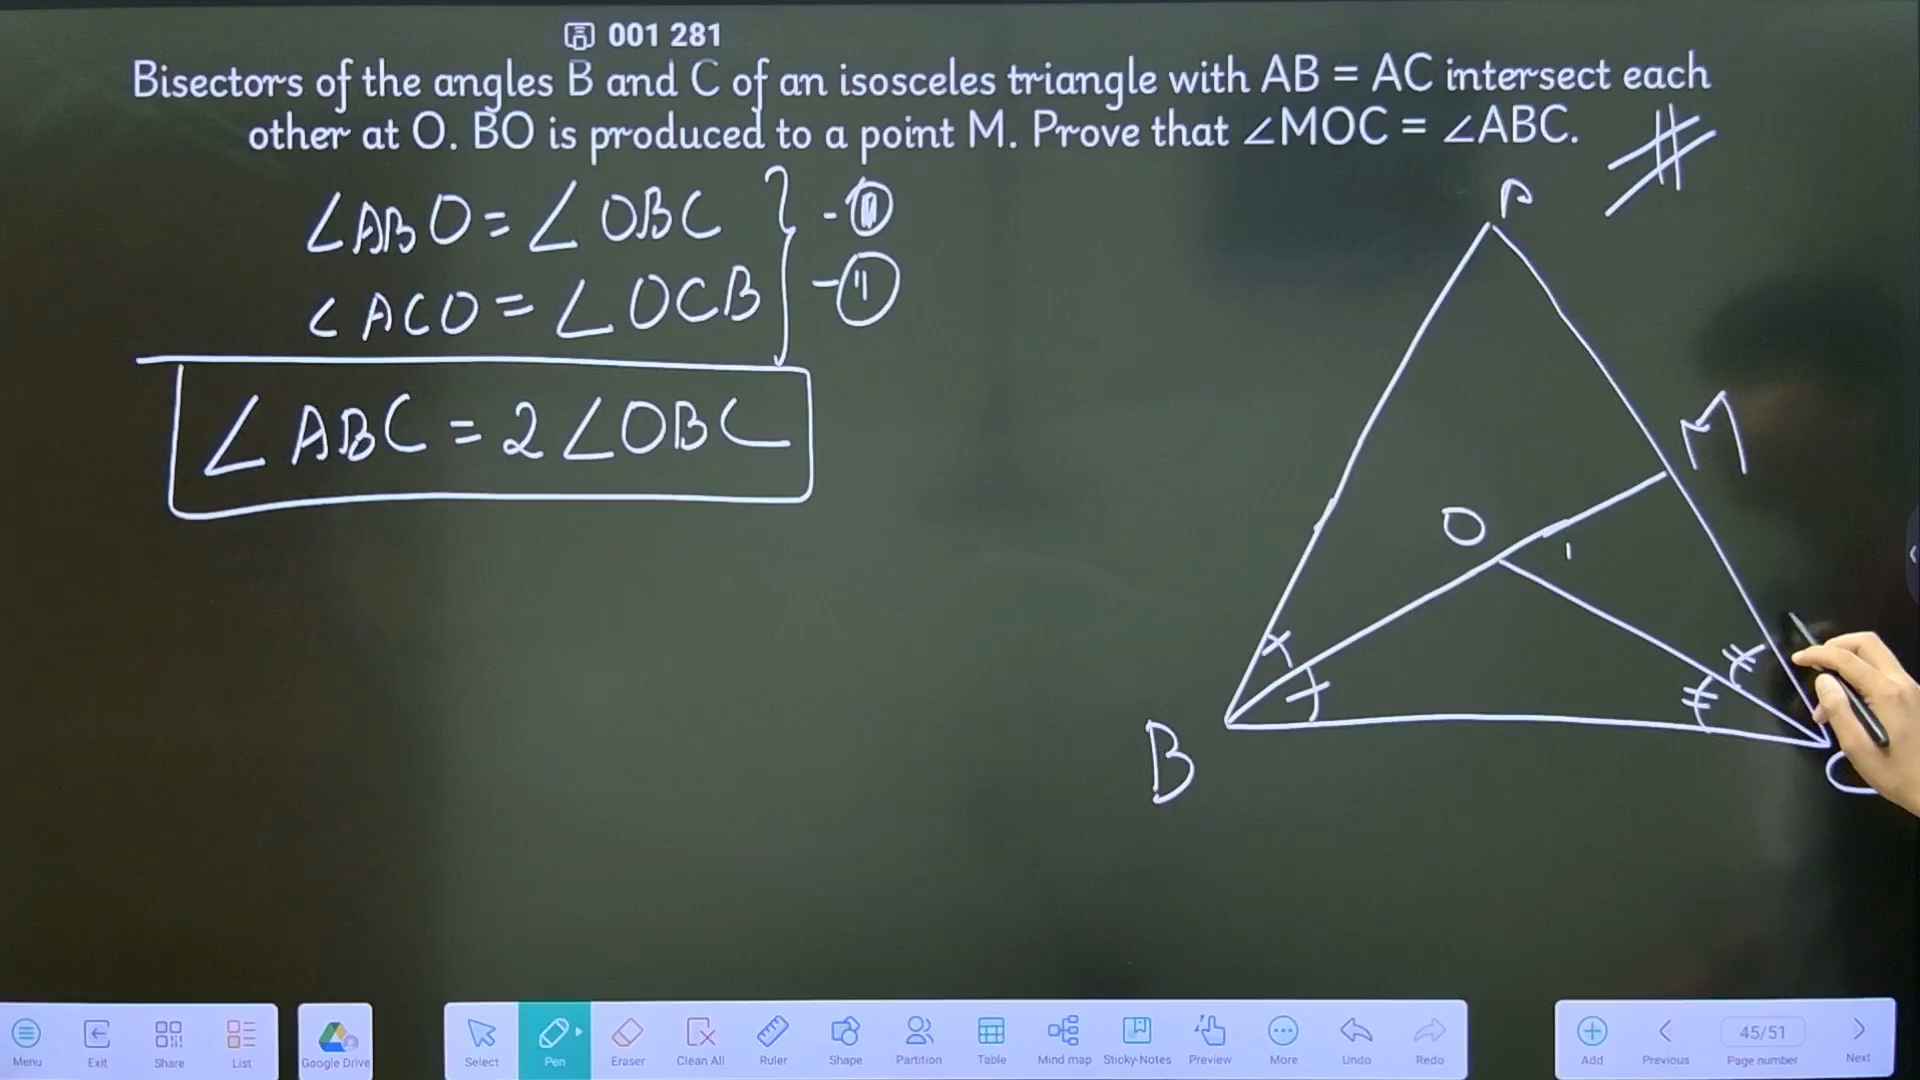 001 281
Bisectors of the angles B and C of an isosceles triangle with AB = AC intersect each
other at O. BO is produced to a point M. Prove that ∠MOC = ∠ABC.
∠ABO = ∠OBC
∠ACO = ∠OCB - 11
∠ABC = 2∠OBC
M
O
B
C
Menu Exit Share List Google Drive Select Pen Eraser Clean All Ruler Shape Partition Table Mind map Sticky-Notes Preview More Undo Redo Add Previous 45/51 Page number Next